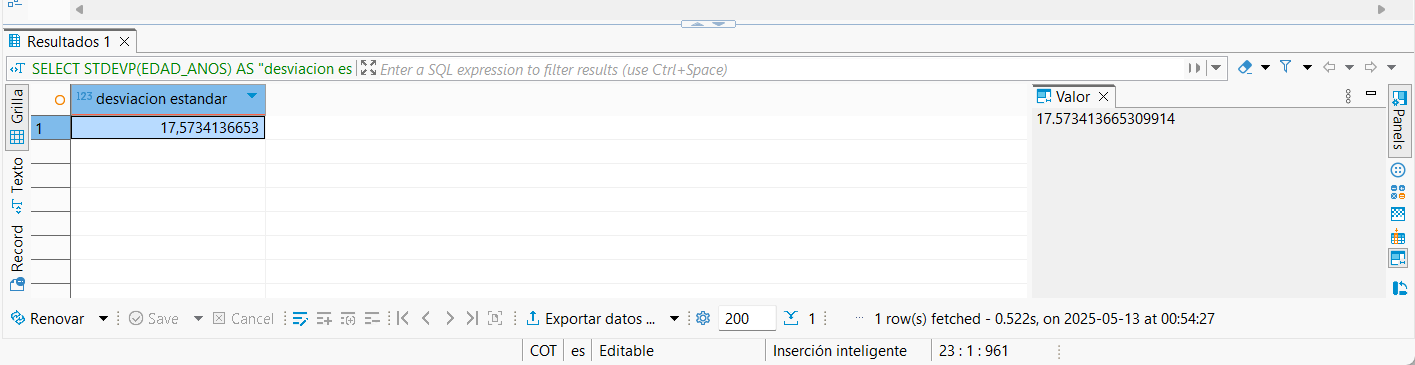 Resultados 1
SELECT STDEVP(EDAD_ANOS) AS "desviacion es
Enter a SQL expression to filter results (use Ctrl+Space)
Grilla
Texto
Record
123 desviacion estandar
1
17,5734136653
Valor
17.573413665309914
Panels
Renovar
Save
Cancel
Exportar datos ...
200
1
1 row(s) fetched - 0.522s, on 2025-05-13 at 00:54:27
COT
es
Editable
Inserción inteligente
23 : 1 : 961